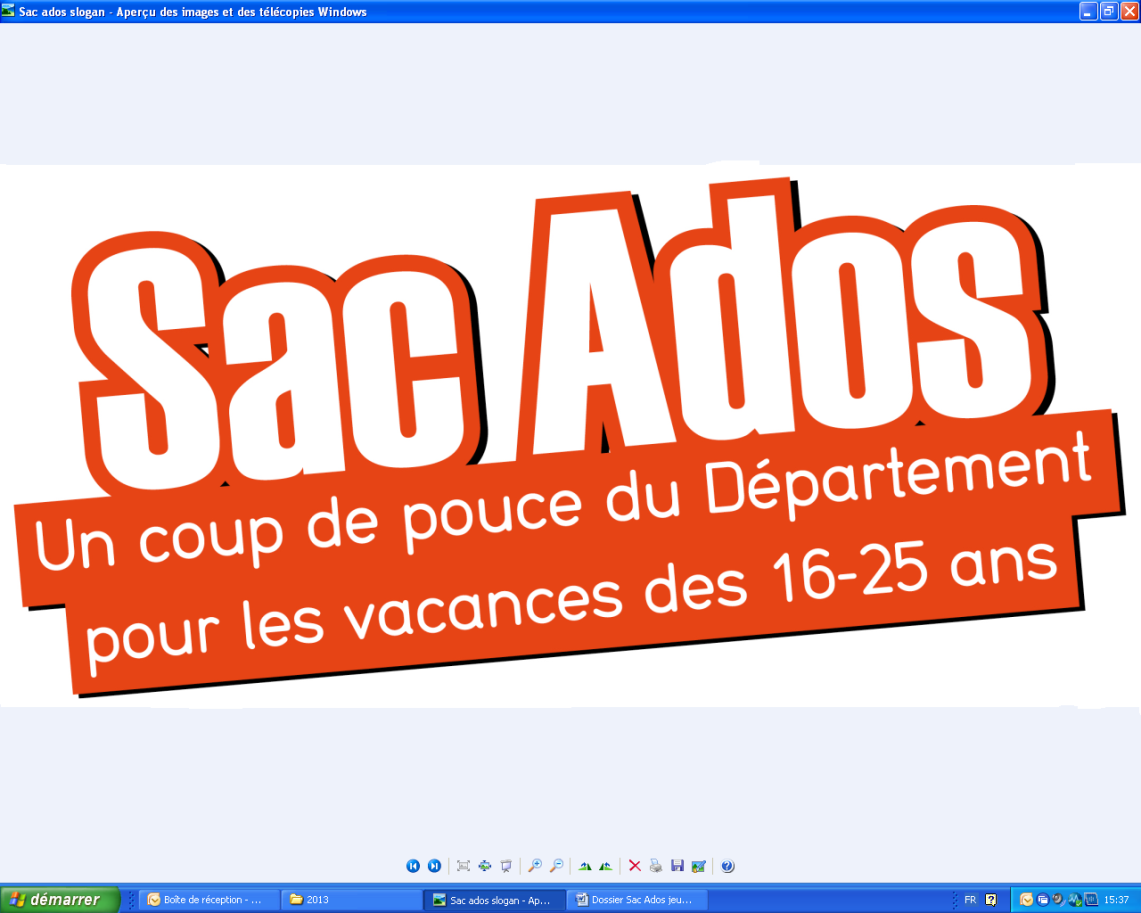 Sac ados slogan - Aperçu des images et des télécopies Windows
Sac Ados
Un coup de pouce du Département
pour les vacances des 16-25 ans
démarrer
Boîte de réception - ...
2013
Sac ados slogan - Ap...
Dossier Sac Ados jeu...
FR
15:37